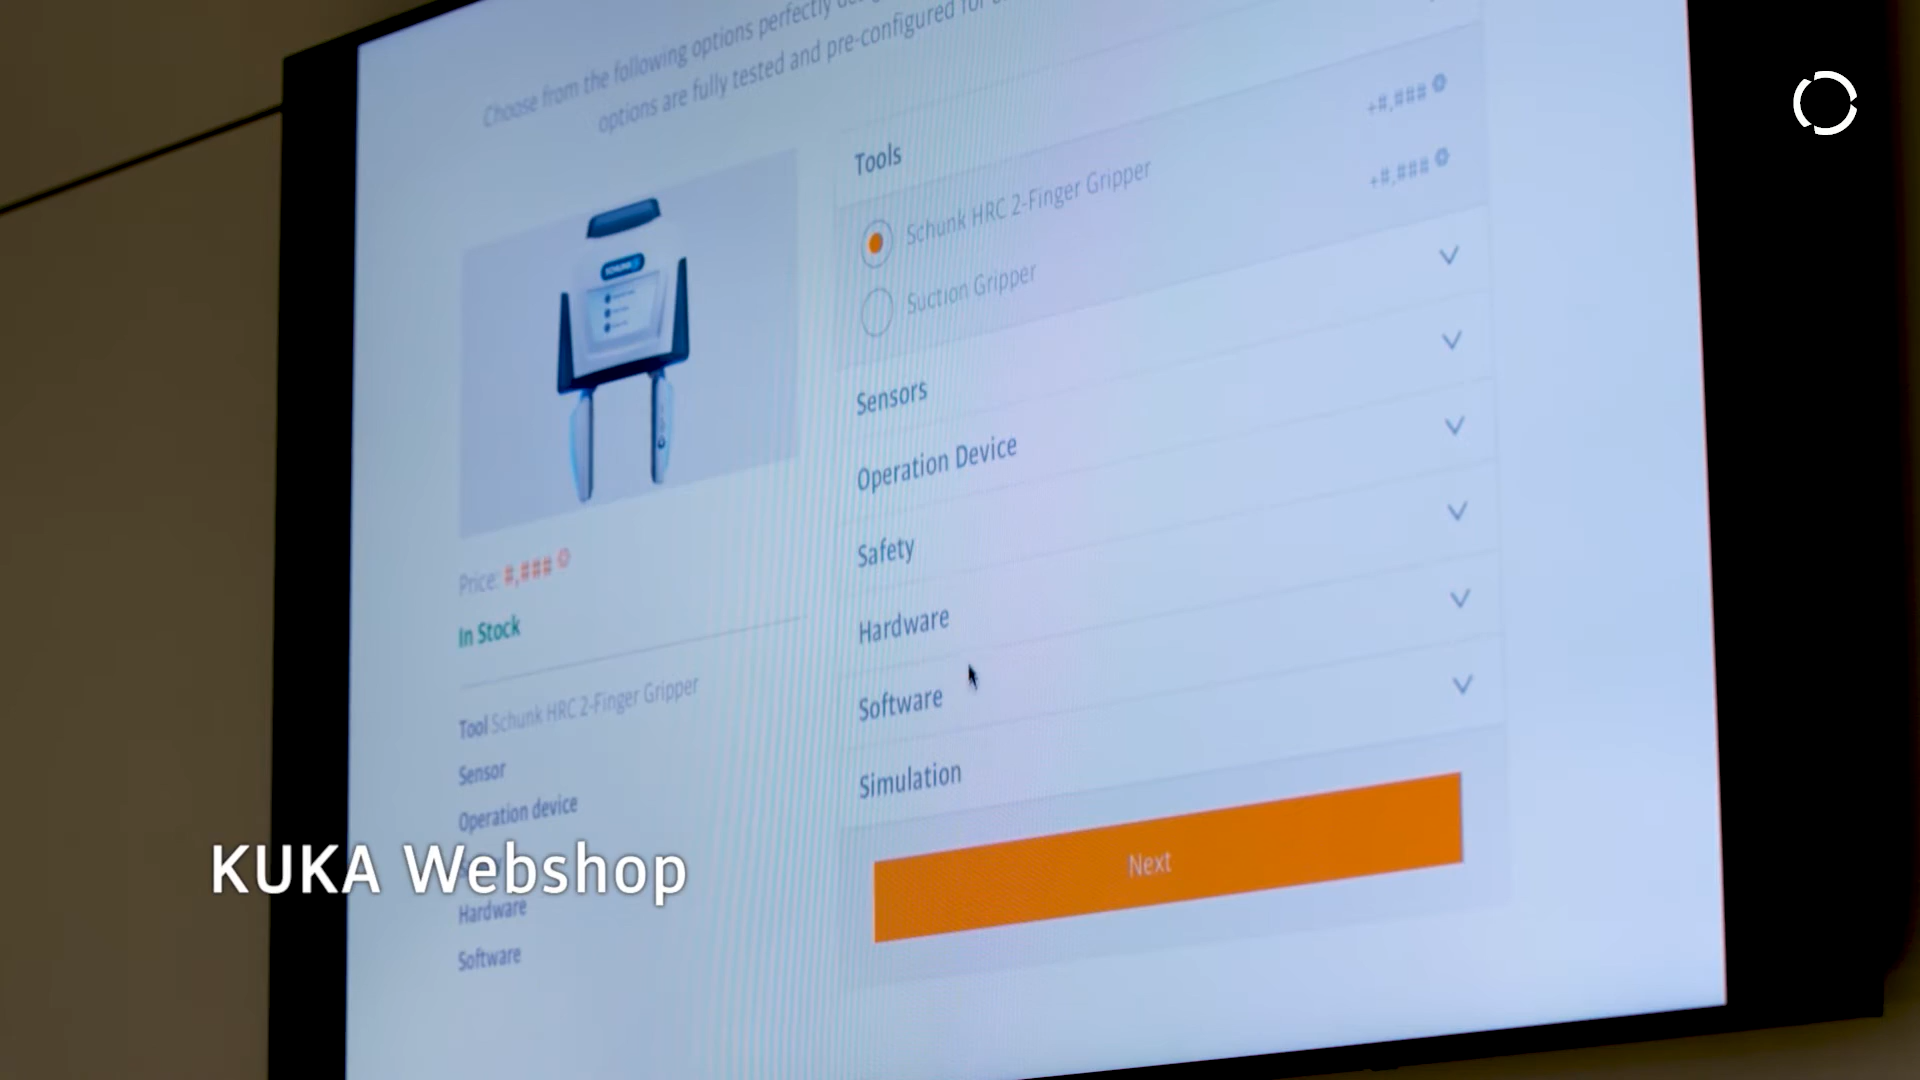 Choose from the following options perfectly
options are fully tested and pre-configured for
Tools
+#,###
Schunk HRC 2-Finger Gripper
+#,###
Suction Gripper
Sensors
Operation Device
Safety
Hardware
Software
Simulation
Next
SCHUNK
Price: #,###
In Stock
Tool Schunk HRC 2-Finger Gripper
Sensor
Operation device
Hardware
Software
KUKA Webshop